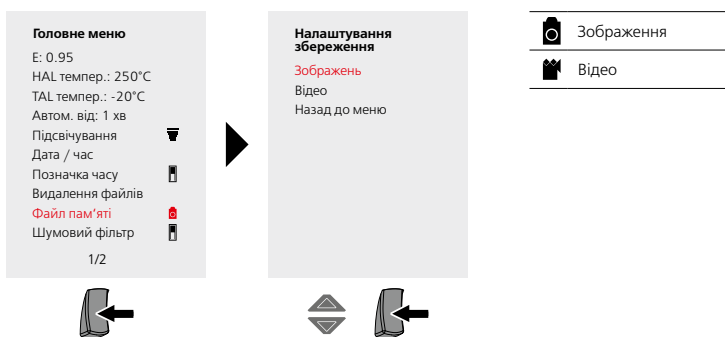 Головне меню
E: 0.95
HAL темпер.: 250°C
TAL темпер.: -20°C
Автом. від: 1 хв
Підсвічування
Дата / час
Позначка часу
Видалення файлів
Файл пам’яті
Шумовий фільтр
1/2
Налаштування
збереження
Зображень
Відео
Назад до меню
Зображення
Відео